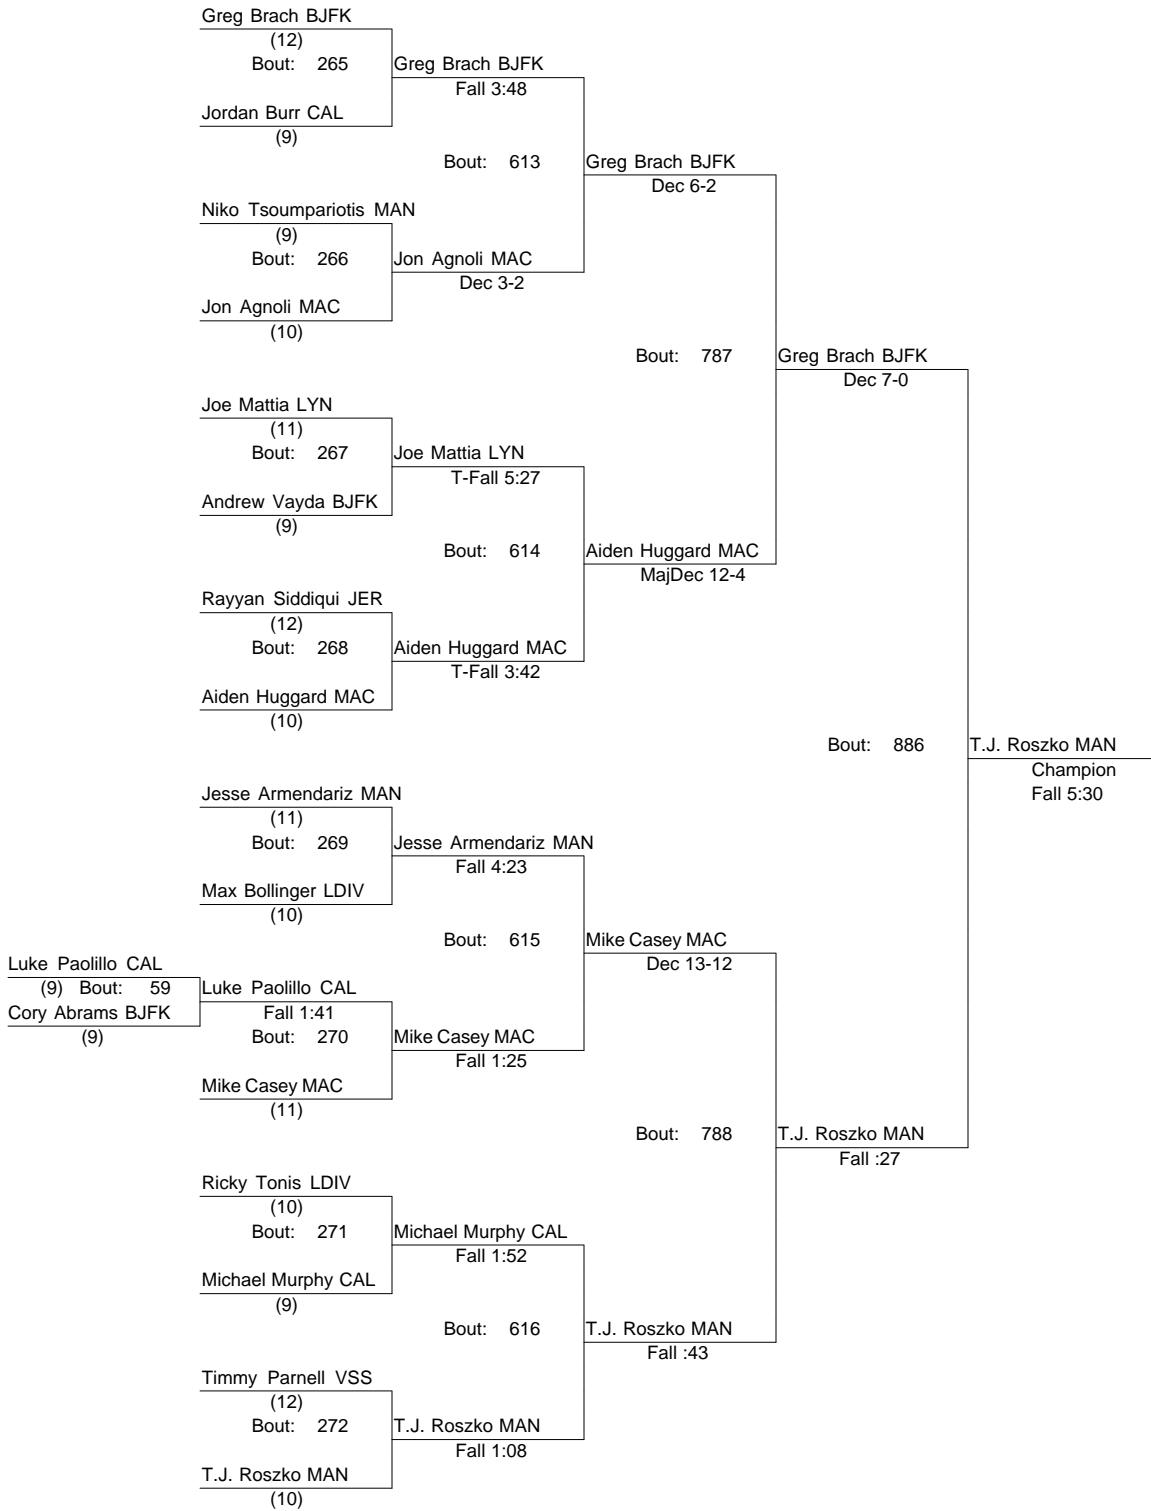 Greg Brach BJFK
(12)
Bout: 265
Greg Brach BJFK
Fall 3:48
Jordan Burr CAL
(9)
Bout: 613
Greg Brach BJFK
Dec 6-2
Niko Tsoumpariotis MAN
(9)
Bout: 266
Jon Agnoli MAC
Dec 3-2
Jon Agnoli MAC
(10)
Bout: 787
Greg Brach BJFK
Dec 7-0
Joe Mattia LYN
(11)
Bout: 267
Joe Mattia LYN
T-Fall 5:27
Andrew Vayda BJFK
(9)
Bout: 614
Aiden Huggard MAC
MajDec 12-4
Rayyan Siddiqui JER
(12)
Bout: 268
Aiden Huggard MAC
T-Fall 3:42
Aiden Huggard MAC
(10)
Bout: 886
T.J. Roszko MAN
Champion
Fall 5:30
Jesse Armendariz MAN
(11)
Bout: 269
Jesse Armendariz MAN
Fall 4:23
Max Bollinger LDIV
(10)
Bout: 615
Mike Casey MAC
Dec 13-12
Luke Paolillo CAL
(9) Bout: 59
Luke Paolillo CAL
Fall 1:41
Cory Abrams BJFK
(9)
Bout: 270
Mike Casey MAC
Fall 1:25
Mike Casey MAC
(11)
Bout: 788
T.J. Roszko MAN
Fall :27
Ricky Tonis LDIV
(10)
Bout: 271
Michael Murphy CAL
Fall 1:52
Michael Murphy CAL
(9)
Bout: 616
T.J. Roszko MAN
Fall :43
Timmy Parnell VSS
(12)
Bout: 272
T.J. Roszko MAN
Fall 1:08
T.J. Roszko MAN
(10)